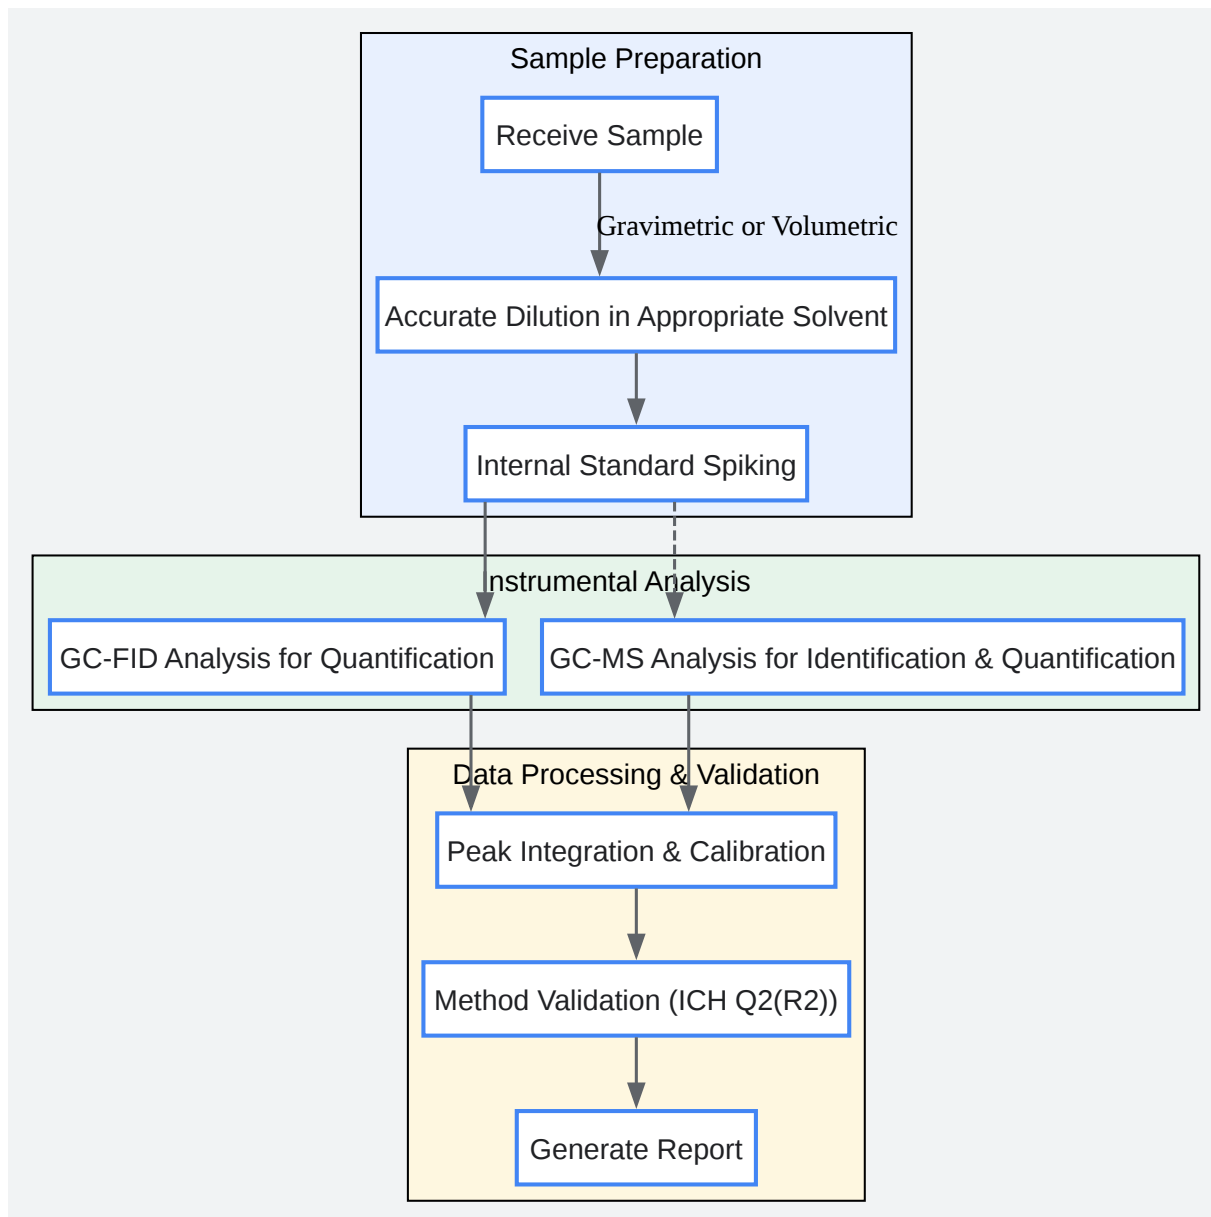 Sample Preparation
Receive Sample
Gravimetric or Volumetric
Accurate Dilution in Appropriate Solvent
Internal Standard Spiking
Instrumental Analysis
GC-FID Analysis for Quantification
GC-MS Analysis for Identification & Quantification
Data Processing & Validation
Peak Integration & Calibration
Method Validation (ICH Q2(R2))
Generate Report